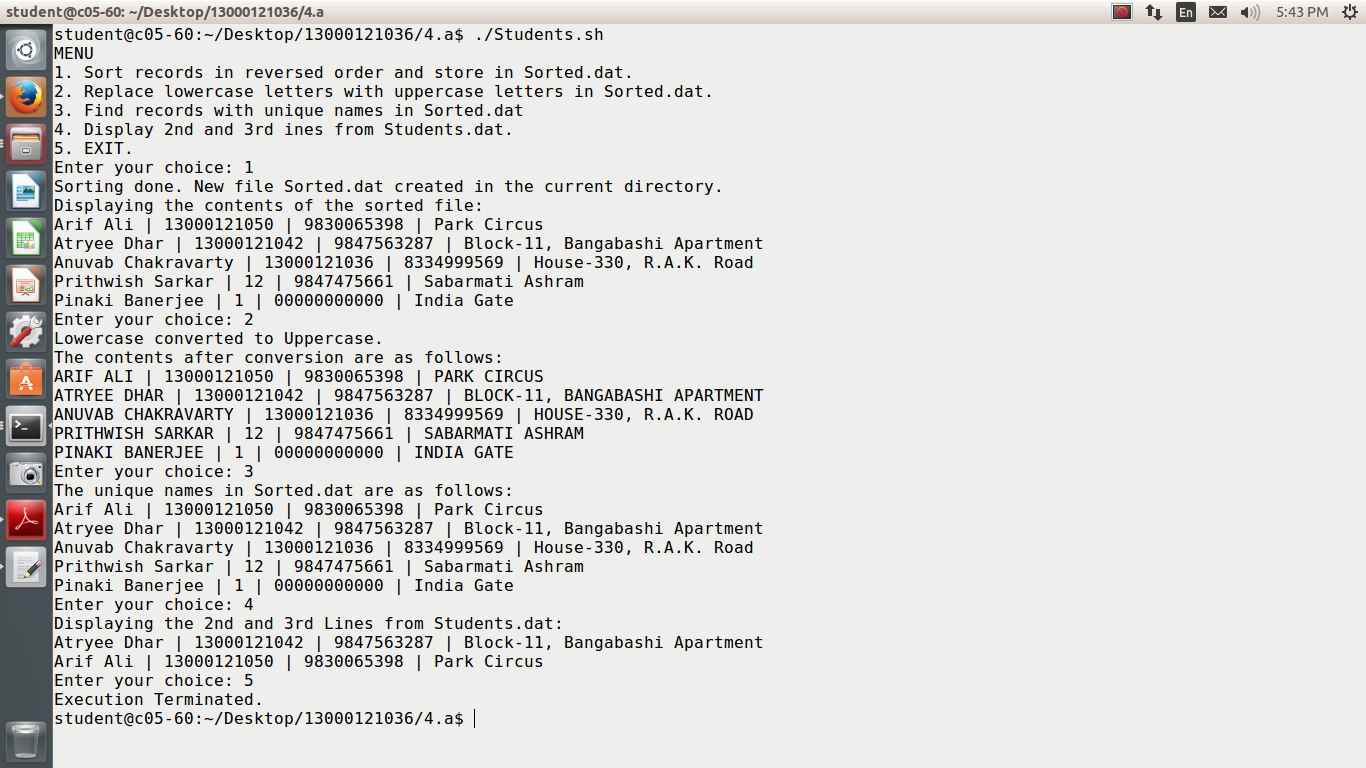 student@c05-60: ~/Desktop/13000121036/4.a
En
5:43 PM
student@c05-60:~/Desktop/13000121036/4.a$ ./Students.sh
MENU
1. Sort records in reversed order and store in Sorted.dat.
2. Replace lowercase letters with uppercase letters in Sorted.dat.
3. Find records with unique names in Sorted.dat
4. Display 2nd and 3rd ines from Students.dat.
5. EXIT.
Enter your choice: 1
Sorting done. New file Sorted.dat created in the current directory.
Displaying the contents of the sorted file:
Arif Ali | 13000121050 | 9830065398 | Park Circus
Atryee Dhar | 13000121042 | 9847563287 | Block-11, Bangabashi Apartment
Anuvab Chakravarty | 13000121036 | 8334999569 | House-330, R.A.K. Road
Prithwish Sarkar | 12 | 9847475661 | Sabarmati Ashram
Pinaki Banerjee | 1 | 00000000000 | India Gate
Enter your choice: 2
Lowercase converted to Uppercase.
The contents after conversion are as follows:
ARIF ALI | 13000121050 | 9830065398 | PARK CIRCUS
ATRYEE DHAR | 13000121042 | 9847563287 | BLOCK-11, BANGABASHI APARTMENT
ANUVAB CHAKRAVARTY | 13000121036 | 8334999569 | HOUSE-330, R.A.K. ROAD
PRITHWISH SARKAR | 12 | 9847475661 | SABARMATI ASHRAM
PINAKI BANERJEE | 1 | 00000000000 | INDIA GATE
Enter your choice: 3
The unique names in Sorted.dat are as follows:
Arif Ali | 13000121050 | 9830065398 | Park Circus
Atryee Dhar | 13000121042 | 9847563287 | Block-11, Bangabashi Apartment
Anuvab Chakravarty | 13000121036 | 8334999569 | House-330, R.A.K. Road
Prithwish Sarkar | 12 | 9847475661 | Sabarmati Ashram
Pinaki Banerjee | 1 | 00000000000 | India Gate
Enter your choice: 4
Displaying the 2nd and 3rd Lines from Students.dat:
Atryee Dhar | 13000121042 | 9847563287 | Block-11, Bangabashi Apartment
Arif Ali | 13000121050 | 9830065398 | Park Circus
Enter your choice: 5
Execution Terminated.
student@c05-60:~/Desktop/13000121036/4.a$